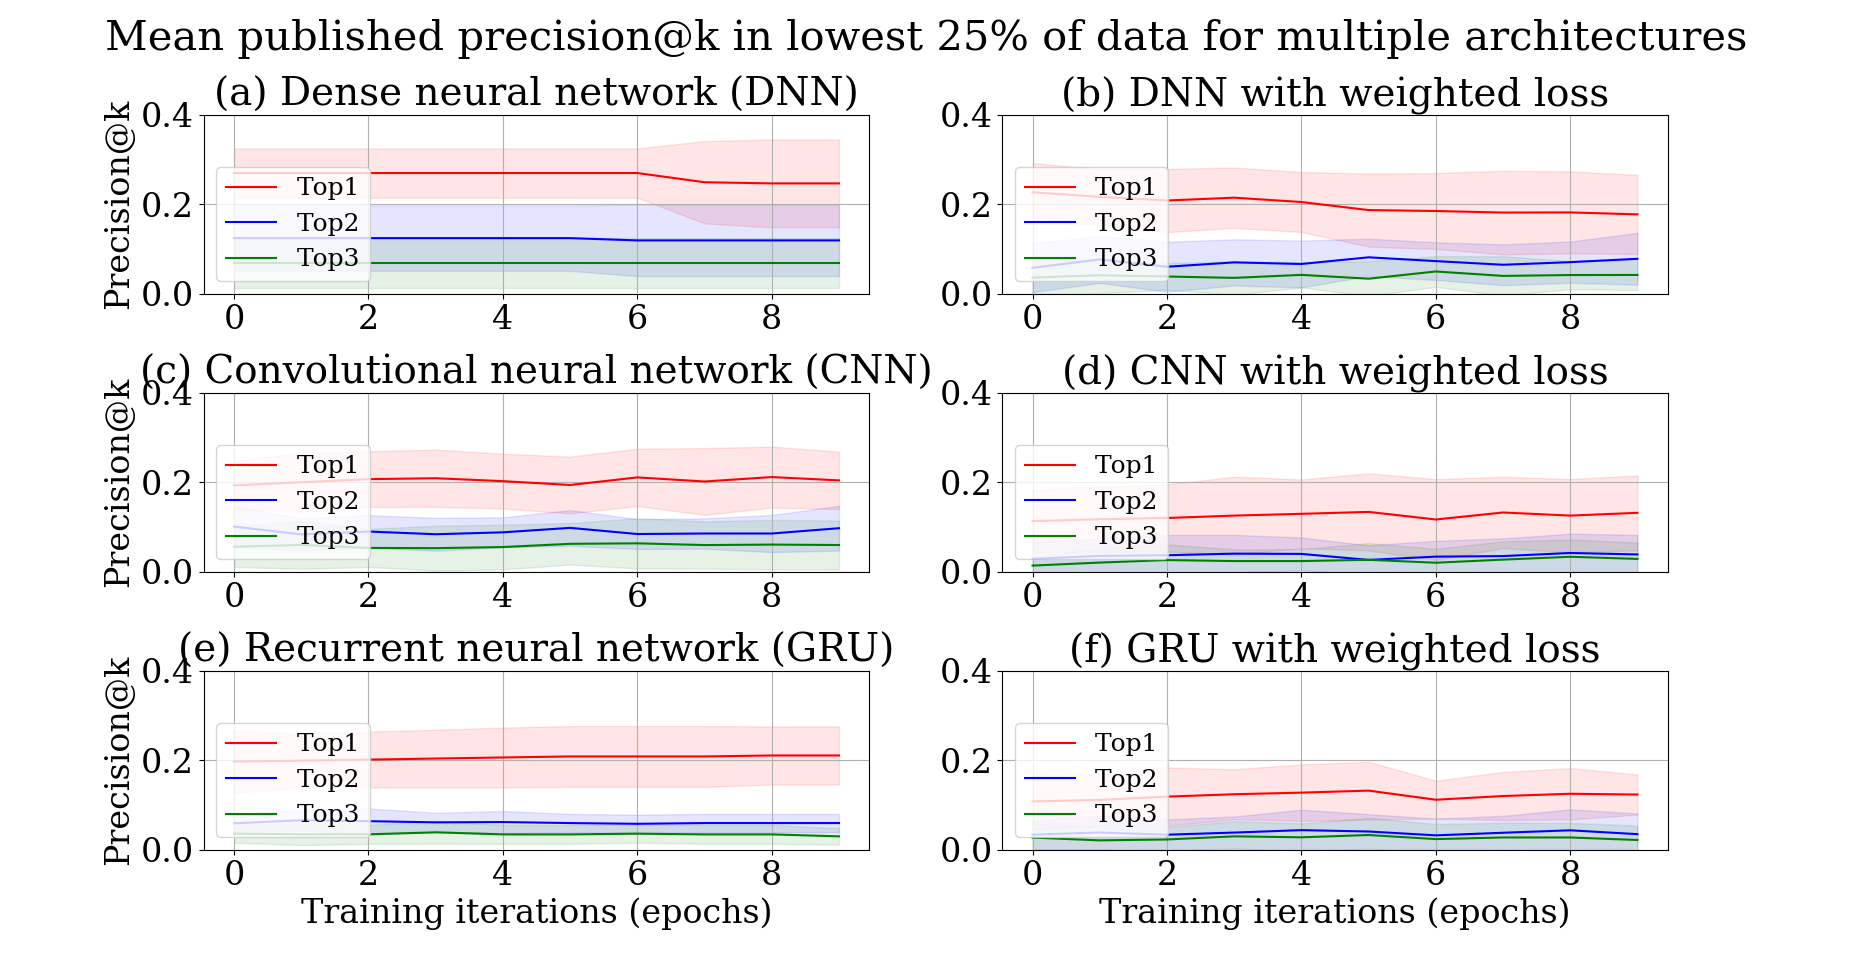 Mean published precision@k in lowest 25% of data for multiple architectures
(a) Dense neural network (DNN)
Precision@k
0.4
0.2
0.0
Top1
Top2
Top3
0 2 4 6 8
(b) DNN with weighted loss
0.4
0.2
0.0
Top1
Top2
Top3
0 2 4 6 8
(c) Convolutional neural network (CNN)
Precision@k
0.4
0.2
0.0
Top1
Top2
Top3
0 2 4 6 8
(d) CNN with weighted loss
0.4
0.2
0.0
Top1
Top2
Top3
0 2 4 6 8
(e) Recurrent neural network (GRU)
Precision@k
0.4
0.2
0.0
Top1
Top2
Top3
0 2 4 6 8
Training iterations (epochs)
(f) GRU with weighted loss
0.4
0.2
0.0
Top1
Top2
Top3
0 2 4 6 8
Training iterations (epochs)